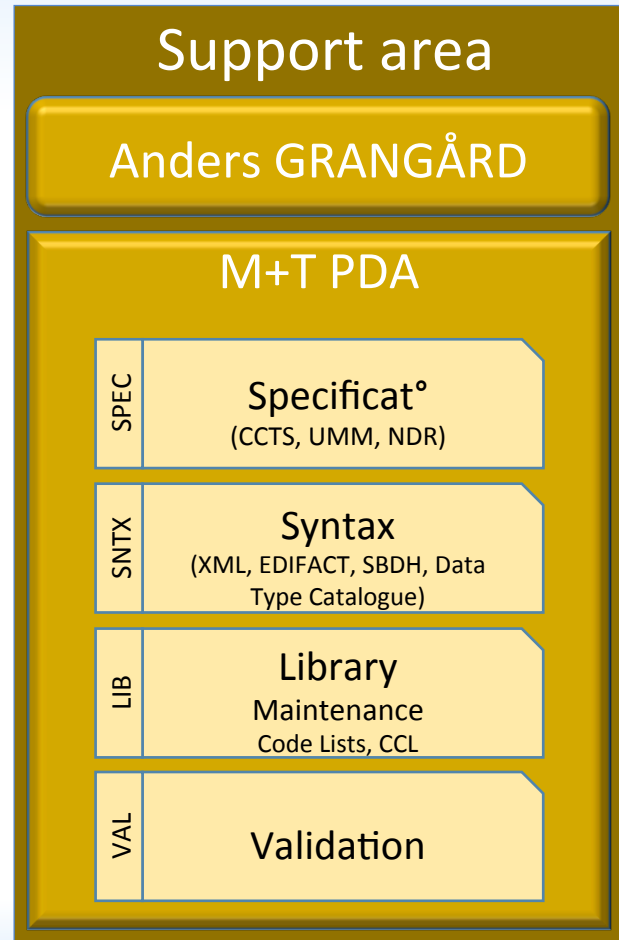 Support area
Anders GRANGÅRD
M+T PDA
SPEC
Specificat°
(CCTS, UMM, NDR)
SNTX
Syntax
(XML, EDIFACT, SBDH, Data
Type Catalogue)
LIB
Library
Maintenance
Code Lists, CCL
VAL
Validation